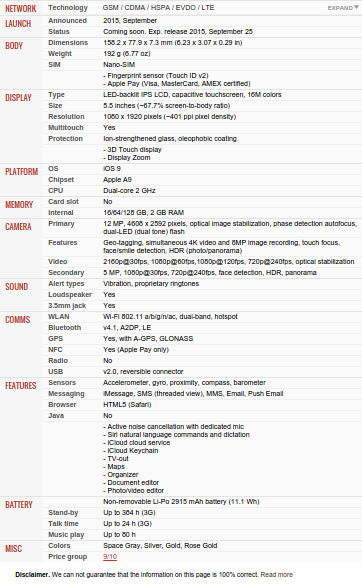 NETWORK Technology GSM / CDMA / HSPA / EVDO / LTE EXPAND▼
LAUNCH Announced 2015, September
Status Coming soon. Exp. release 2015, September 25
BODY Dimensions 158.2 x 77.9 x 7.3 mm (6.23 x 3.07 x 0.29 in)
Weight 192 g (6.77 oz)
SIM Nano-SIM
- Fingerprint sensor (Touch ID v2)
- Apple Pay (Visa, MasterCard, AMEX certified)
DISPLAY Type LED-backlit IPS LCD, capacitive touchscreen, 16M colors
Size 5.5 inches (~67.7% screen-to-body ratio)
Resolution 1080 x 1920 pixels (~401 ppi pixel density)
Multitouch Yes
Protection Ion-strengthened glass, oleophobic coating
- 3D Touch display
- Display Zoom
PLATFORM OS iOS 9
Chipset Apple A9
CPU Dual-core 2 GHz
MEMORY Card slot No
Internal 16/64/128 GB, 2 GB RAM
CAMERA Primary 12 MP, 4608 x 2592 pixels, optical image stabilization, phase detection autofocus,
dual-LED (dual tone) flash
Features Geo-tagging, simultaneous 4K video and 8MP image recording, touch focus,
face/smile detection, HDR (photo/panorama)
Video 2160p@30fps, 1080p@60fps,1080p@120fps, 720p@240fps, optical stabilization
Secondary 5 MP, 1080p@30fps, 720p@240fps, face detection, HDR, panorama
SOUND Alert types Vibration, proprietary ringtones
Loudspeaker Yes
3.5mm jack Yes
COMMS WLAN Wi-Fi 802.11 a/b/g/n/ac, dual-band, hotspot
Bluetooth v4.1, A2DP, LE
GPS Yes, with A-GPS, GLONASS
NFC Yes (Apple Pay only)
Radio No
USB v2.0, reversible connector
FEATURES Sensors Accelerometer, gyro, proximity, compass, barometer
Messaging iMessage, SMS (threaded view), MMS, Email, Push Email
Browser HTML5 (Safari)
Java No
- Active noise cancellation with dedicated mic
- Siri natural language commands and dictation
- iCloud cloud service
- iCloud Keychain
- TV-out
- Maps
- Organizer
- Document editor
- Photo/video editor
BATTERY Non-removable Li-Po 2915 mAh battery (11.1 Wh)
Stand-by Up to 384 h (3G)
Talk time Up to 24 h (3G)
Music play Up to 80 h
MISC Colors Space Gray, Silver, Gold, Rose Gold
Price group 9/10
Disclaimer. We can not guarantee that the information on this page is 100% correct. Read more